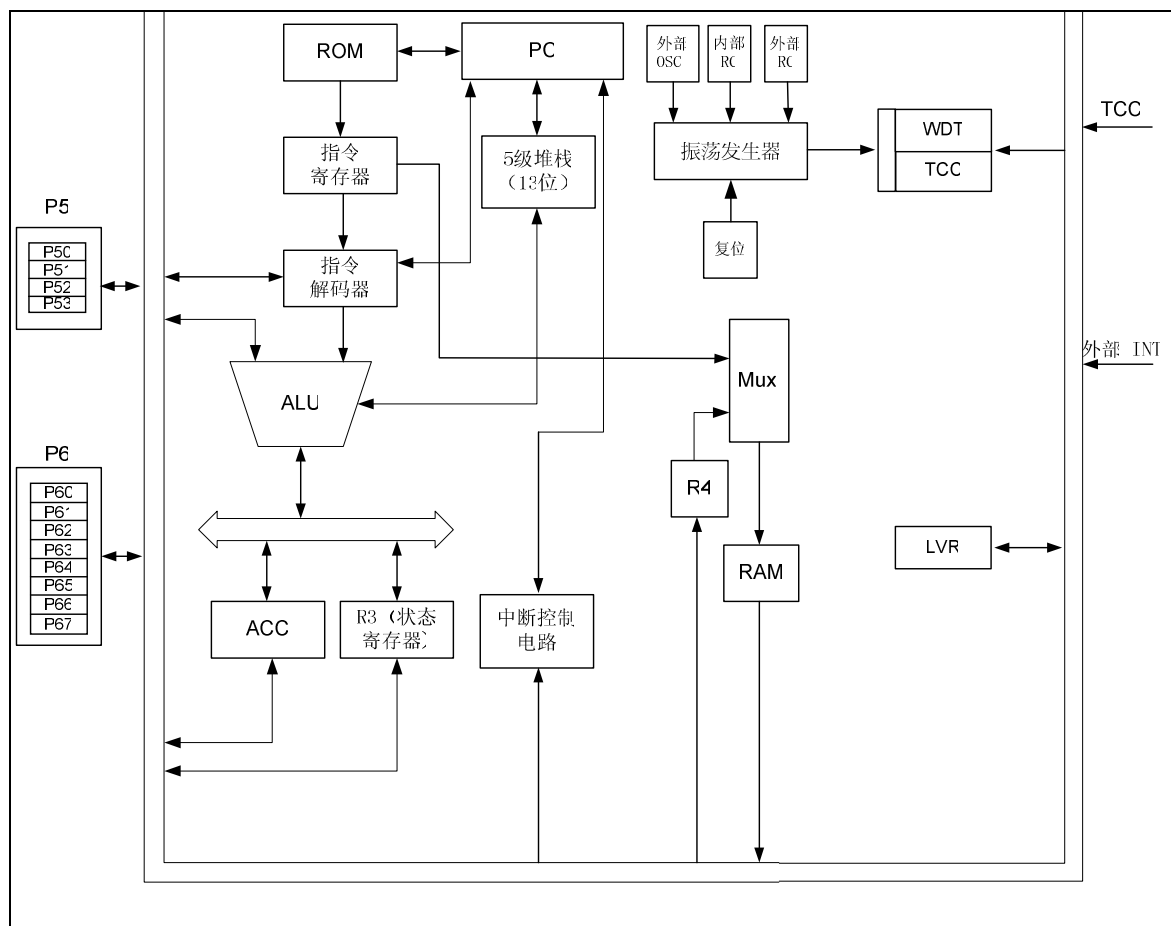 ROM
PC
外部
OSC
内部
RC
外部
RC
TCC
WDT
TCC
指令
寄存器
5级堆栈
（13位）
振荡发生器
复位
P5
P50
P51
P52
P53
指令
解码器
Mux
外部 INT
ALU
P6
P60
P61
P62
P63
P64
P65
P66
P67
R4
LVR
RAM
ACC
R3（状态
寄存器）
中断控制
电路